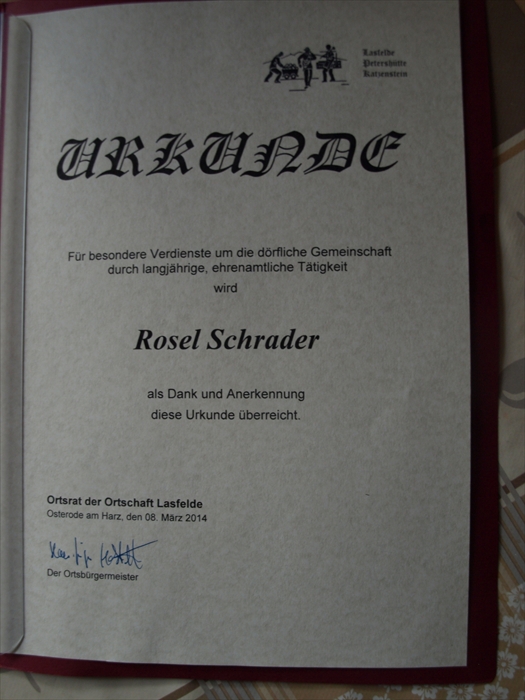 Lasfelde
Petershütte
Katzenstein
URKUNDE
Für besondere Verdienste um die dörfliche Gemeinschaft
durch langjährige, ehrenamtliche Tätigkeit
wird
Rosel Schrader
als Dank und Anerkennung
diese Urkunde überreicht.
Ortsrat der Ortschaft Lasfelde
Osterode am Harz, den 08. März 2014
Der Ortsbürgermeister